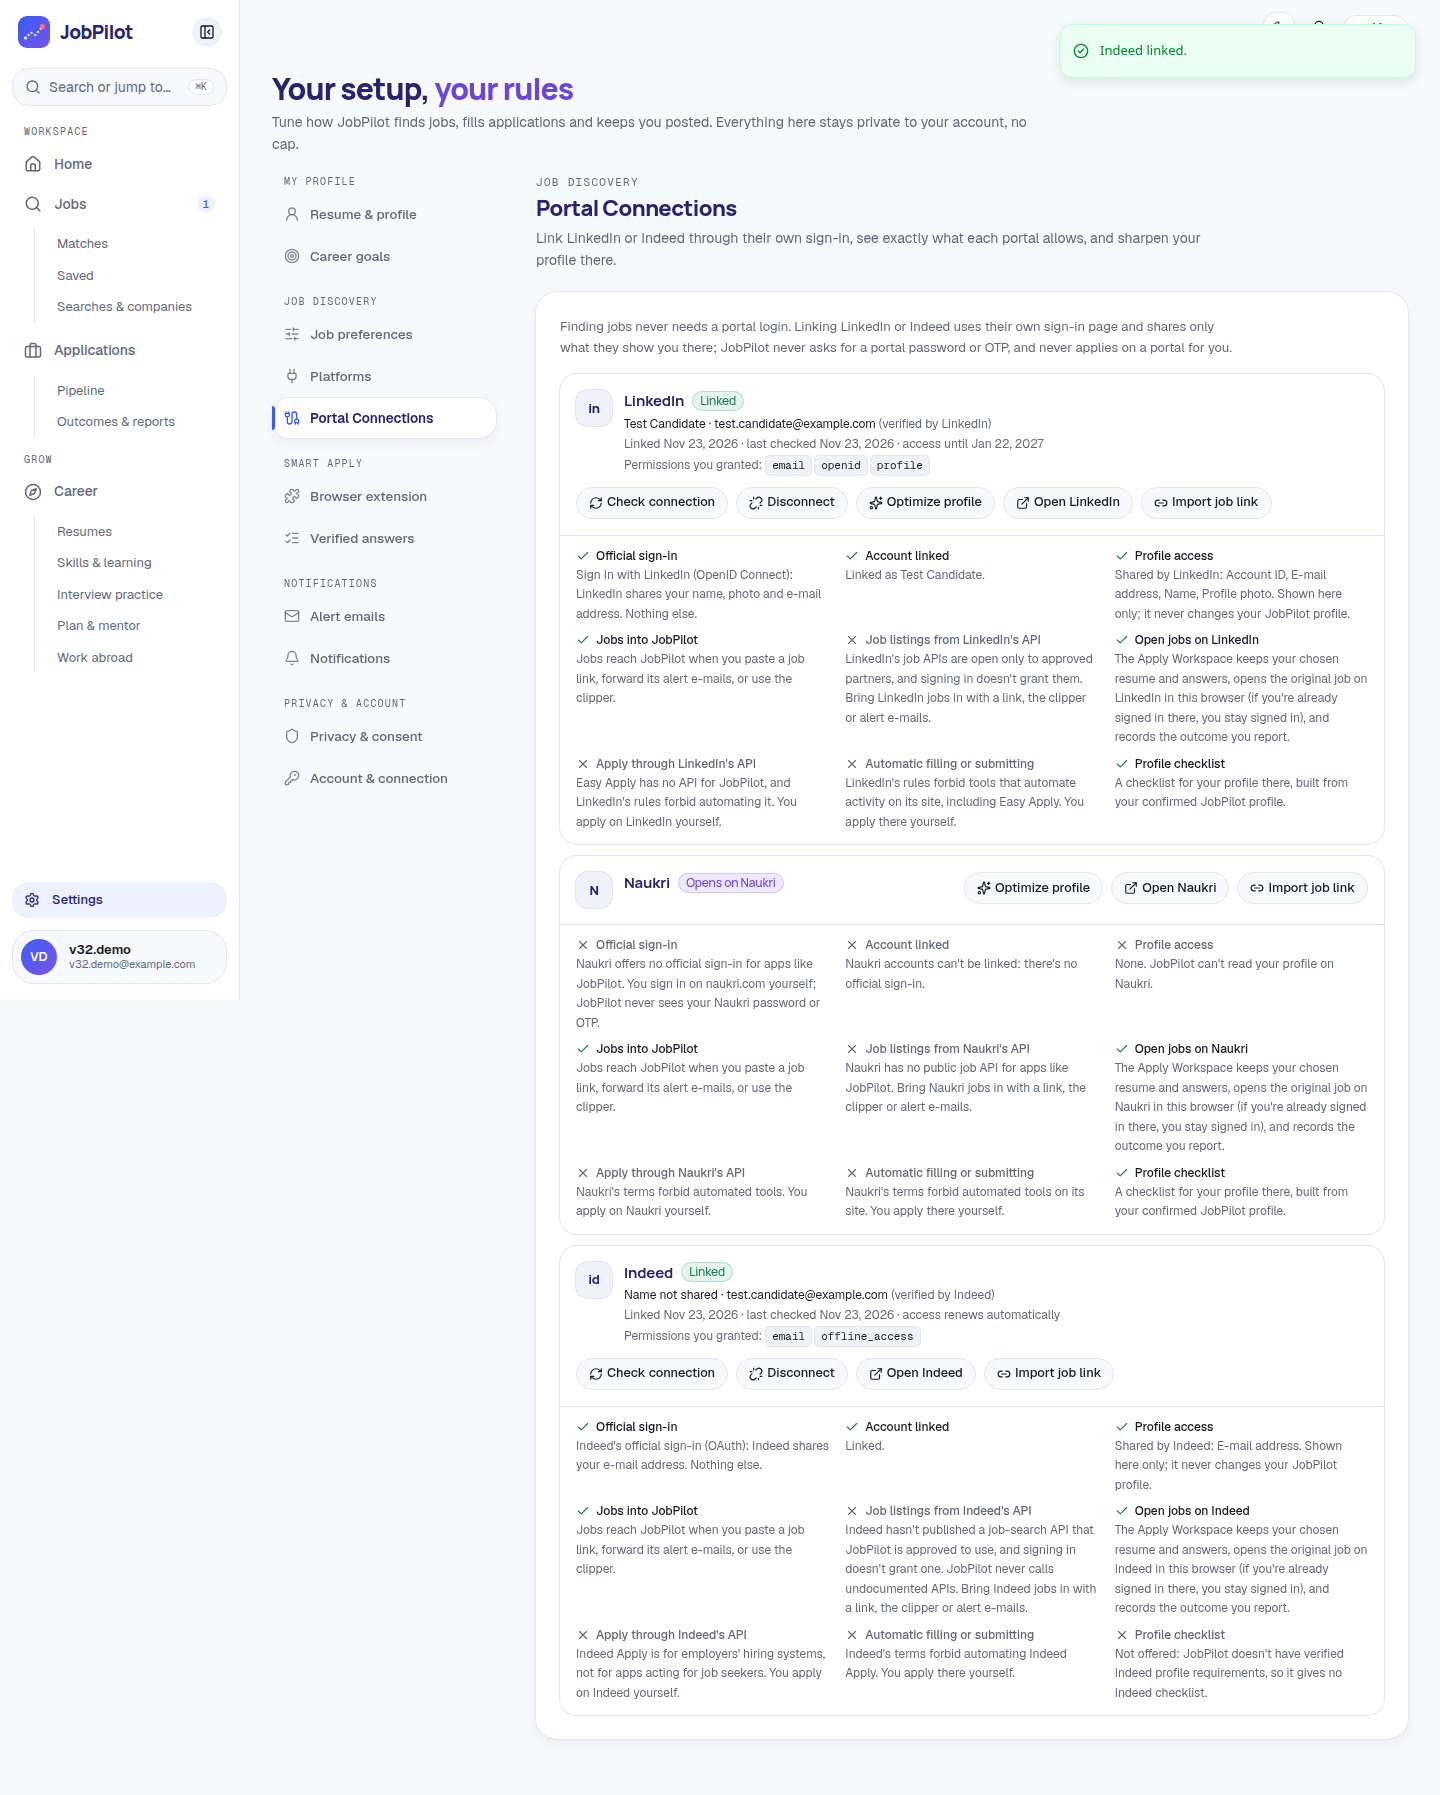 JobPilot
Search or jump to...
⌘K
WORKSPACE
Home
Jobs
1
Matches
Saved
Searches & companies
Applications
Pipeline
Outcomes & reports
GROW
Career
Resumes
Skills & learning
Interview practice
Plan & mentor
Work abroad
Settings
VD
v32.demo
v32.demo@example.com
Indeed linked.
Your setup, your rules
Tune how JobPilot finds jobs, fills applications and keeps you posted. Everything here stays private to your account, no
cap.
MY PROFILE
Resume & profile
Career goals
JOB DISCOVERY
Job preferences
Platforms
Portal Connections
SMART APPLY
Browser extension
Verified answers
NOTIFICATIONS
Alert emails
Notifications
PRIVACY & ACCOUNT
Privacy & consent
Account & connection
JOB DISCOVERY
Portal Connections
Link LinkedIn or Indeed through their own sign-in, see exactly what each portal allows, and sharpen your
profile there.
Finding jobs never needs a portal login. Linking LinkedIn or Indeed uses their own sign-in page and shares only
what they show you there; JobPilot never asks for a portal password or OTP, and never applies on a portal for you.
in
LinkedIn
Linked
Test Candidate · test.candidate@example.com (verified by LinkedIn)
Linked Nov 23, 2026 · last checked Nov 23, 2026 · access until Jan 22, 2027
Permissions you granted: email openid profile
Check connection
Disconnect
Optimize profile
Open LinkedIn
Import job link
Official sign-in
Sign In with LinkedIn (OpenID Connect):
LinkedIn shares your name, photo and e-mail
address. Nothing else.
Account linked
Linked as Test Candidate.
Profile access
Shared by LinkedIn: Account ID, E-mail
address, Name, Profile photo. Shown here
only; it never changes your JobPilot profile.
Jobs into JobPilot
Jobs reach JobPilot when you paste a job
link, forward its alert e-mails, or use the
clipper.
Job listings from LinkedIn's API
LinkedIn's job APIs are open only to approved
partners, and signing in doesn't grant them.
Bring LinkedIn jobs in with a link, the clipper
or alert e-mails.
Open jobs on LinkedIn
The Apply Workspace keeps your chosen
resume and answers, opens the original job on
LinkedIn in this browser (if you're already
signed in there, you stay signed in), and
records the outcome you report.
Apply through LinkedIn's API
Easy Apply has no API for JobPilot, and
LinkedIn's rules forbid automating it. You
apply on LinkedIn yourself.
Automatic filling or submitting
LinkedIn's rules forbid tools that automate
activity on its site, including Easy Apply. You
apply there yourself.
Profile checklist
A checklist for your profile there, built from
your confirmed JobPilot profile.
N
Naukri
Opens on Naukri
Optimize profile
Open Naukri
Import job link
Official sign-in
Naukri offers no official sign-in for apps like
JobPilot. You sign in on naukri.com yourself;
JobPilot never sees your Naukri password or
OTP.
Account linked
Naukri accounts can't be linked: there's no
official sign-in.
Profile access
None. JobPilot can't read your profile on
Naukri.
Jobs into JobPilot
Jobs reach JobPilot when you paste a job
link, forward its alert e-mails, or use the
clipper.
Job listings from Naukri's API
Naukri has no public job API for apps like
JobPilot. Bring Naukri jobs in with a link, the
clipper or alert e-mails.
Open jobs on Naukri
The Apply Workspace keeps your chosen
resume and answers, opens the original job on
Naukri in this browser (if you're already signed
in there, you stay signed in), and records the
outcome you report.
Apply through Naukri's API
Naukri's terms forbid automated tools. You
apply on Naukri yourself.
Automatic filling or submitting
Naukri's terms forbid automated tools on its
site. You apply there yourself.
Profile checklist
A checklist for your profile there, built from
your confirmed JobPilot profile.
id
Indeed
Linked
Name not shared · test.candidate@example.com (verified by Indeed)
Linked Nov 23, 2026 · last checked Nov 23, 2026 · access renews automatically
Permissions you granted: email offline_access
Check connection
Disconnect
Open Indeed
Import job link
Official sign-in
Indeed's official sign-in (OAuth): Indeed shares
your e-mail address. Nothing else.
Account linked
Linked.
Profile access
Shared by Indeed: E-mail address. Shown
here only; it never changes your JobPilot
profile.
Jobs into JobPilot
Jobs reach JobPilot when you paste a job
link, forward its alert e-mails, or use the
clipper.
Job listings from Indeed's API
Indeed hasn't published a job-search API that
JobPilot is approved to use, and signing in
doesn't grant one. JobPilot never calls
undocumented APIs. Bring Indeed jobs in with
a link, the clipper or alert e-mails.
Open jobs on Indeed
The Apply Workspace keeps your chosen
resume and answers, opens the original job on
Indeed in this browser (if you're already
signed in there, you stay signed in), and
records the outcome you report.
Apply through Indeed's API
Indeed Apply is for employers' hiring systems,
not for apps acting for job seekers. You apply
on Indeed yourself.
Automatic filling or submitting
Indeed's terms forbid automating Indeed
Apply. You apply there yourself.
Profile checklist
Not offered: JobPilot doesn't have verified
Indeed profile requirements, so it gives no
Indeed checklist.